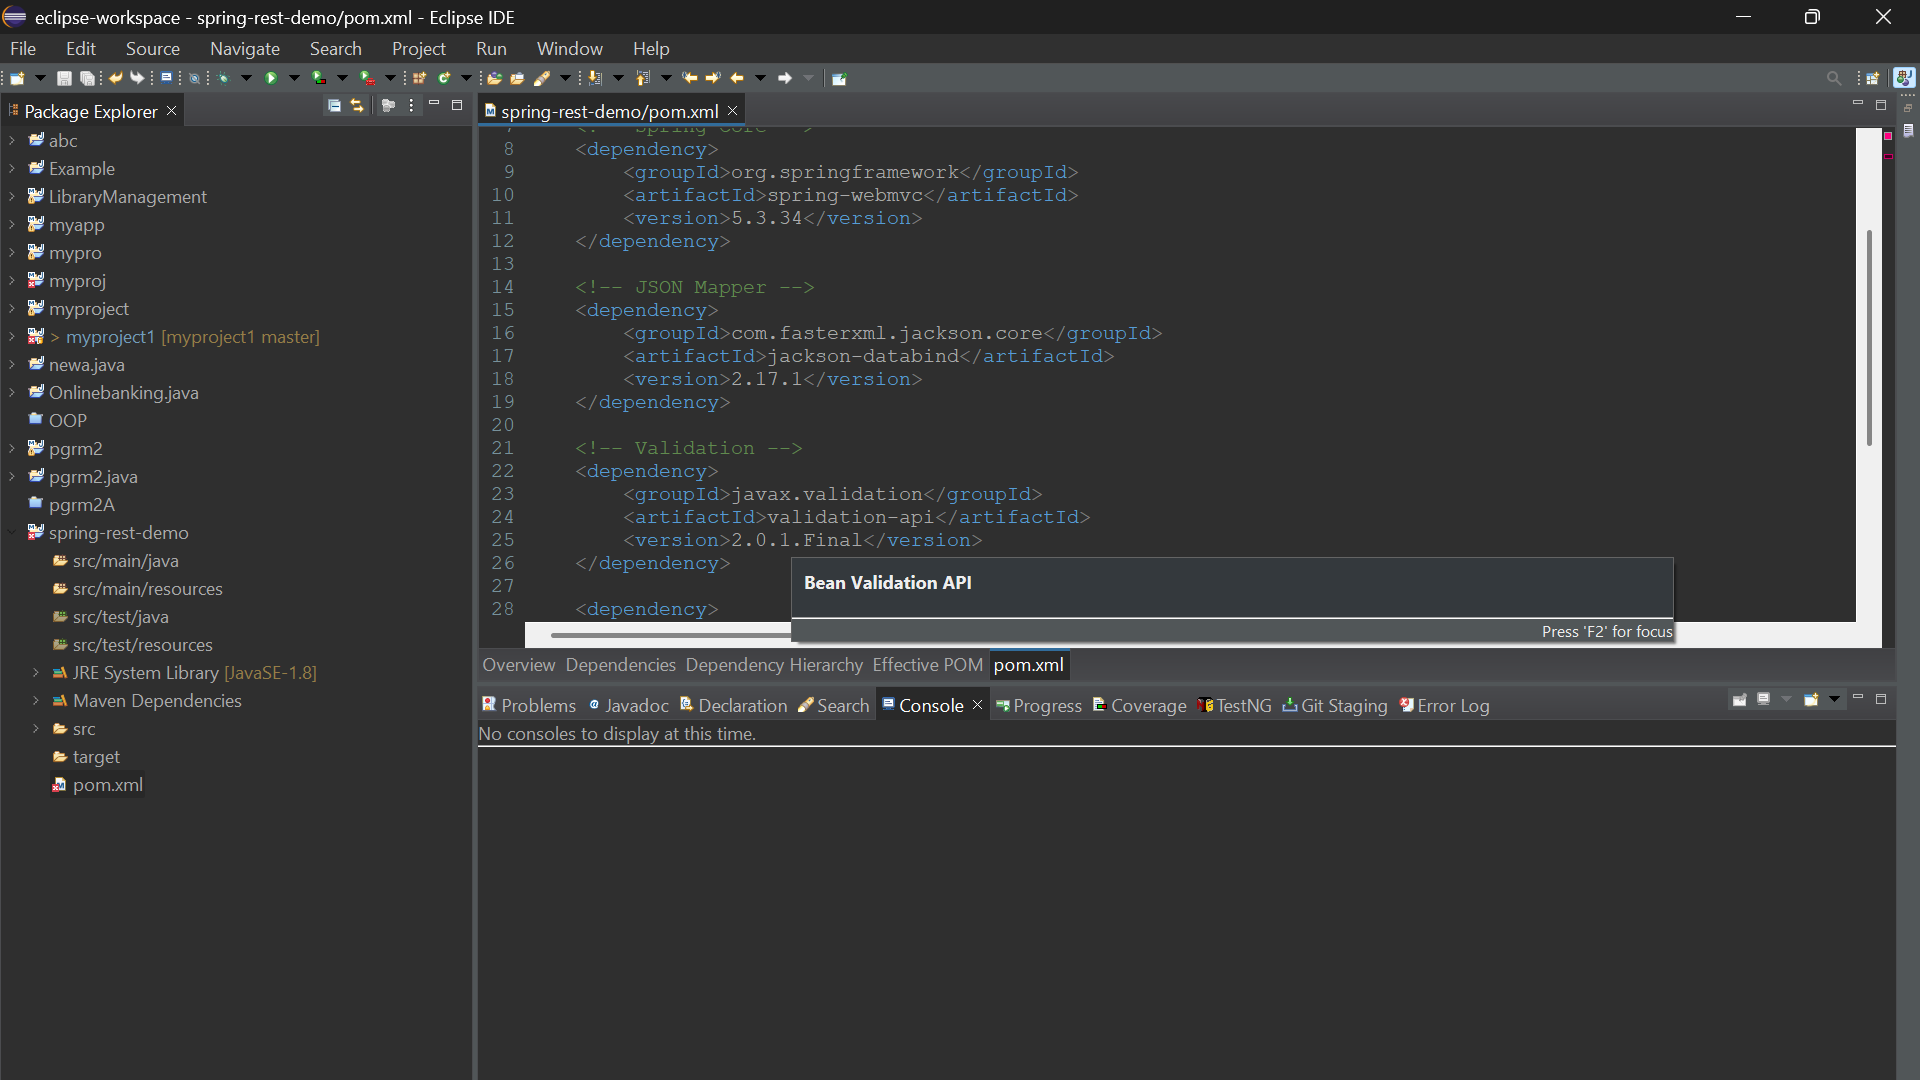 eclipse-workspace - spring-rest-demo/pom.xml - Eclipse IDE
File Edit Source Navigate Search Project Run Window Help
Package Explorer
abc
Example
LibraryManagement
myapp
mypro
myproj
myproject
> myproject1 [myproject1 master]
newa.java
Onlinebanking.java
OOP
pgrm2
pgrm2.java
pgrm2A
spring-rest-demo
src/main/java
src/main/resources
src/test/java
src/test/resources
JRE System Library [JavaSE-1.8]
Maven Dependencies
src
target
pom.xml
spring-rest-demo/pom.xml
7 <!-- Spring Core -->
8 <dependency>
9 <groupId>org.springframework</groupId>
10 <artifactId>spring-webmvc</artifactId>
11 <version>5.3.34</version>
12 </dependency>
13
14 <!-- JSON Mapper -->
15 <dependency>
16 <groupId>com.fasterxml.jackson.core</groupId>
17 <artifactId>jackson-databind</artifactId>
18 <version>2.17.1</version>
19 </dependency>
20
21 <!-- Validation -->
22 <dependency>
23 <groupId>javax.validation</groupId>
24 <artifactId>validation-api</artifactId>
25 <version>2.0.1.Final</version>
26 </dependency>
27
28 <dependency>
Bean Validation API
Press 'F2' for focus
Overview Dependencies Dependency Hierarchy Effective POM pom.xml
Problems Javadoc Declaration Search Console Progress Coverage TestNG Git Staging Error Log
No consoles to display at this time.